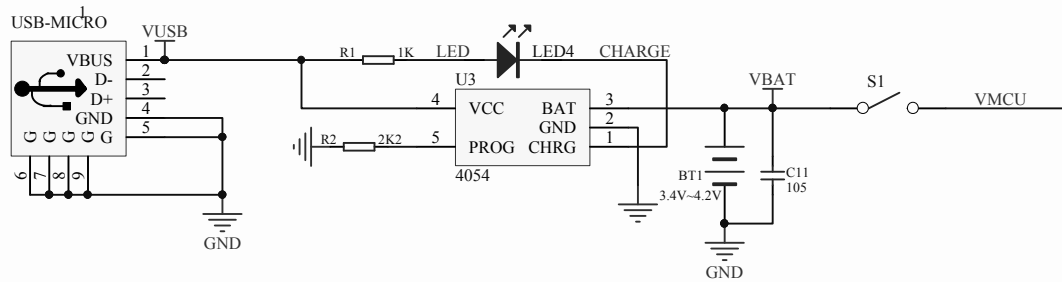 1
USB-MICRO
VUSB
VBUS 1
D- 2
D+ 3
GND 4
G G G G G 5
6 7 8 9
GND
R1 1K
LED
LED4
CHARGE
U3
4 VCC BAT 3
GND 2
R2 2K2 5 PROG CHRG 1
4054
VBAT
S1
VMCU
BT1
3.4V~4.2V
C11
105
GND